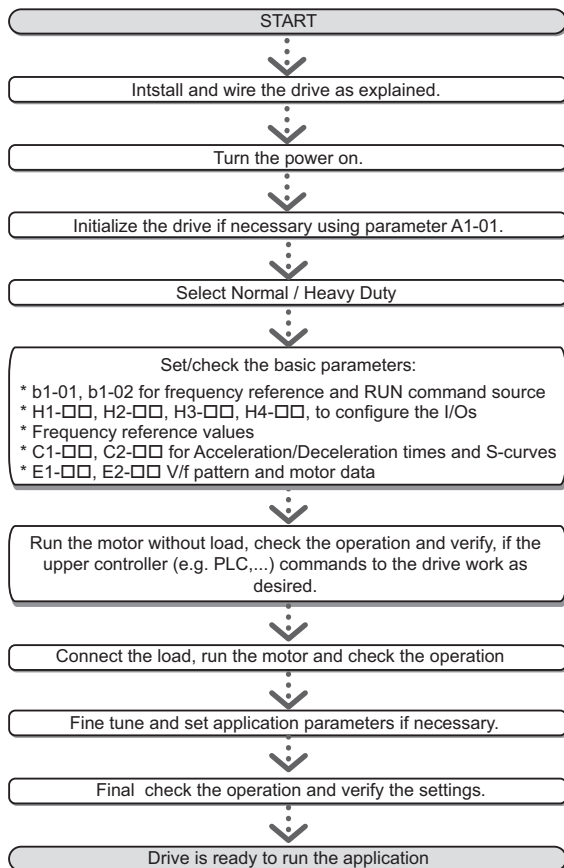 START
Intstall and wire the drive as explained.
Turn the power on.
Initialize the drive if necessary using parameter A1-01.
Select Normal / Heavy Duty
Set/check the basic parameters:
* b1-01, b1-02 for frequency reference and RUN command source
* H1-□□, H2-□□, H3-□□, H4-□□, to configure the I/Os
* Frequency reference values
* C1-□□, C2-□□ for Acceleration/Deceleration times and S-curves
* E1-□□, E2-□□ V/f pattern and motor data
Run the motor without load, check the operation and verify, if the
upper controller (e.g. PLC,...) commands to the drive work as
desired.
Connect the load, run the motor and check the operation
Fine tune and set application parameters if necessary.
Final  check the operation and verify the settings.
Drive is ready to run the application